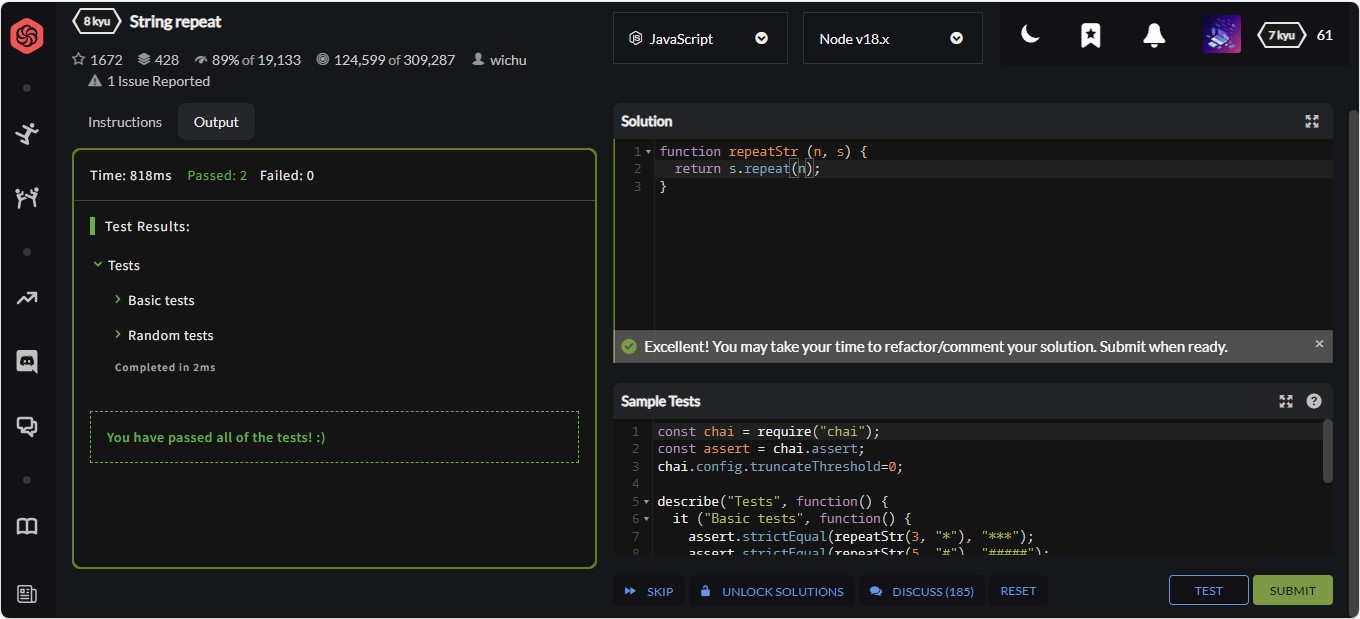 8 kyu String repeat
1672 428 89% of 19,133 124,599 of 309,287 wichu
1 Issue Reported
JavaScript
Node v18.x
7 kyu 61
Instructions Output
Time: 818ms Passed: 2 Failed: 0
Test Results:
Tests
Basic tests
Random tests
Completed in 2ms
You have passed all of the tests! :)
Solution
1 function repeatStr (n, s) {
2 return s.repeat(n);
3 }
Excellent! You may take your time to refactor/comment your solution. Submit when ready.
Sample Tests
1 const chai = require("chai");
2 const assert = chai.assert;
3 chai.config.truncateThreshold=0;
4
5 describe("Tests", function() {
6 it ("Basic tests", function() {
7 assert.strictEqual(repeatStr(3, "*"), "***");
8 assert.strictEqual(repeatStr(5, "#"), "#####");
SKIP UNLOCK SOLUTIONS DISCUSS (185) RESET TEST SUBMIT